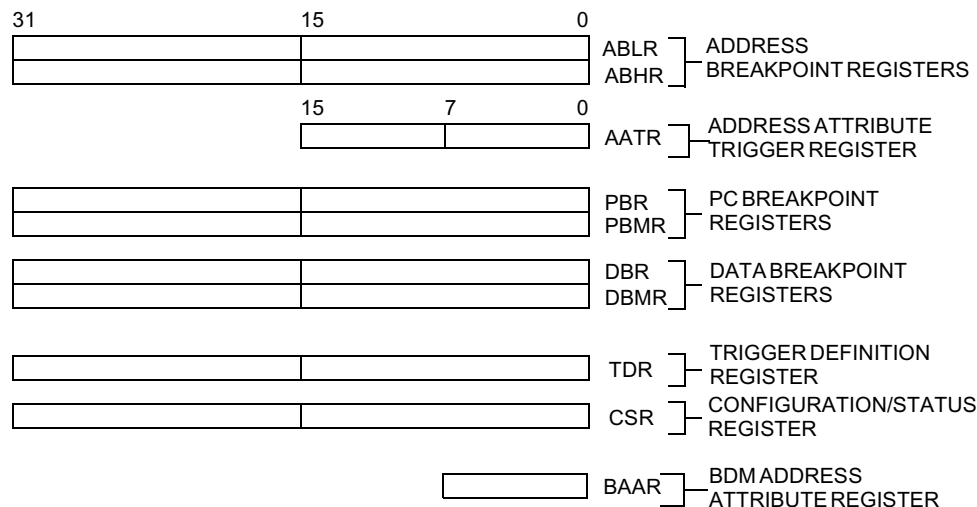 31 15 0
ABLR ADDRESS
ABHR BREAKPOINT REGISTERS
15 7 0
AATR ADDRESS ATTRIBUTE
TRIGGER REGISTER
PBR PC BREAKPOINT
PBMR REGISTERS
DBR DATA BREAKPOINT
DBMR REGISTERS
TDR TRIGGER DEFINITION
REGISTER
CSR CONFIGURATION/STATUS
REGISTER
BAAR BDM ADDRESS
ATTRIBUTE REGISTER